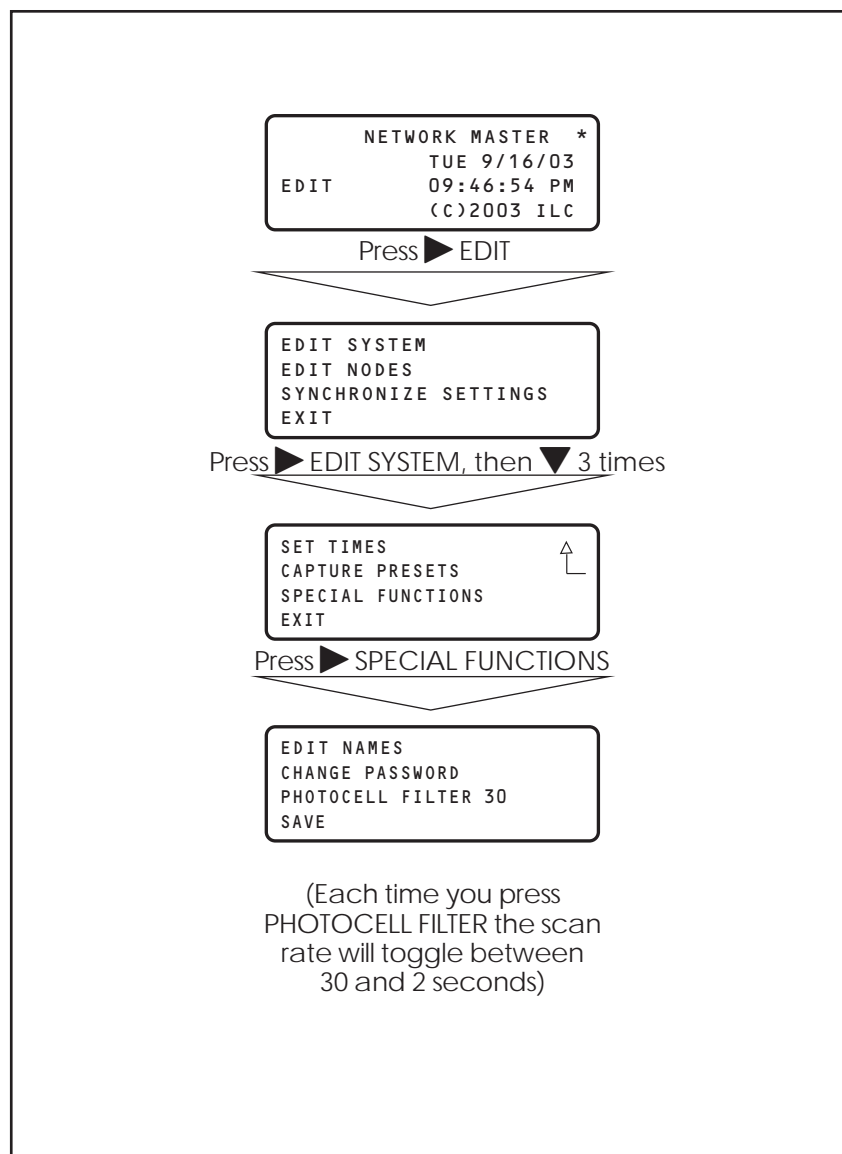 NETWORK MASTER *
TUE 9/16/03
EDIT 09:46:54 PM
(C)2003 ILC
Press ▶ EDIT
EDIT SYSTEM
EDIT NODES
SYNCHRONIZE SETTINGS
EXIT
Press ▶ EDIT SYSTEM, then ▼ 3 times
SET TIMES
CAPTURE PRESETS
SPECIAL FUNCTIONS
EXIT
Press ▶ SPECIAL FUNCTIONS
EDIT NAMES
CHANGE PASSWORD
PHOTOCELL FILTER 30
SAVE
(Each time you press
PHOTOCELL FILTER the scan
rate will toggle between
30 and 2 seconds)